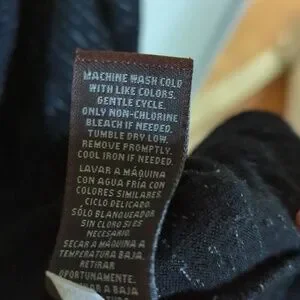 MACHINE WASH COLD
WITH LIKE COLORS.
GENTLE CYCLE.
ONLY NON-CHLORINE
BLEACH IF NEEDED.
TUMBLE DRY LOW.
REMOVE PROMPTLY.
COOL IRON IF NEEDED.
LAVAR A MÁQUINA
CON AGUA FRÍA CON
COLORES SIMILARES.
CICLO DELICADO.
SÓLO BLANQUEADOR
SIN CLORO SI ES
NECESARIO.
SECAR A MÁQUINA A
TEMPERATURA BAJA.
RETIRAR
OPORTUNAMENTE.
A BAJA